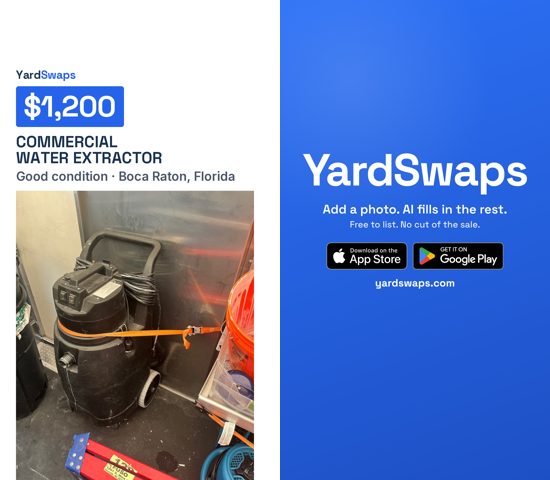 YardSwaps
$1,200
COMMERCIAL
WATER EXTRACTOR
Good condition · Boca Raton, Florida
YardSwaps
Add a photo. AI fills in the rest.
Free to list. No cut of the sale.
Download on the
App Store
GET IT ON
Google Play
yardswaps.com